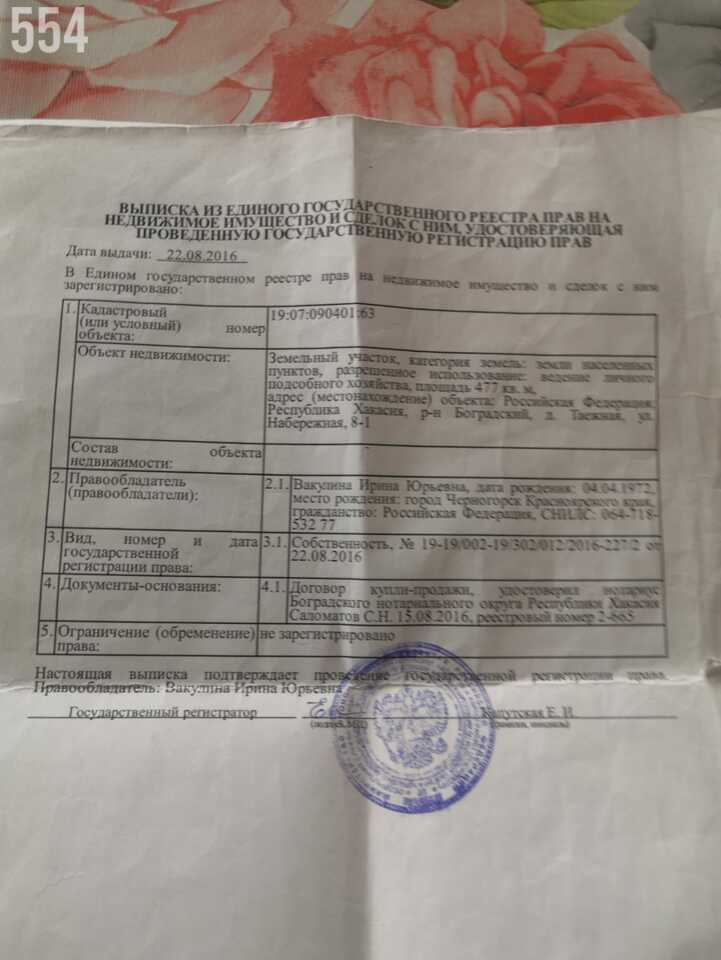 554
ВЫПИСКА ИЗ ЕДИНОГО ГОСУДАРСТВЕННОГО РЕЕСТРА ПРАВ НА
НЕДВИЖИМОЕ ИМУЩЕСТВО И СДЕЛОК С НИМ, УДОСТОВЕРЯЮЩАЯ
ПРОВЕДЕННУЮ ГОСУДАРСТВЕННУЮ РЕГИСТРАЦИЮ ПРАВ
Дата выдачи: 22.08.2016
В Едином государственном реестре прав на недвижимое имущество и сделок с ним
зарегистрировано:
1. Кадастровый
(или условный) номер
объекта:
19:07:090401:63
Объект недвижимости:
Земельный участок, категория земель: земли населенных
пунктов, разрешенное использование: ведение личного
подсобного хозяйства, площадь 477 кв. м,
адрес (местонахождение) объекта: Российская Федерация,
Республика Хакасия, р-н Боградский, д. Таежная, ул.
Набережная, 8-1
Состав объекта
недвижимости:
2. Правообладатель
(правообладатели):
2.1. Вакулина Ирина Юрьевна, дата рождения: 04.04.1972,
место рождения: город Черногорск Красноярского края,
гражданство: Российская Федерация, СНИЛС: 064-718-
532 77
3. Вид, номер и дата
государственной
регистрации права:
3.1. Собственность, № 19-19/002-19/302/012/2016-227/2 от
22.08.2016
4. Документы-основания:
4.1. Договор купли-продажи, удостоверил нотариус
Боградского нотариального округа Республики Хакасия
Саломатов С.Н. 15.08.2016, реестровый номер 2-665
5. Ограничение (обременение)
права:
не зарегистрировано
Настоящая выписка подтверждает проведение государственной регистрации права
Правообладатель: Вакулина Ирина Юрьевна
Государственный регистратор
Е. И.